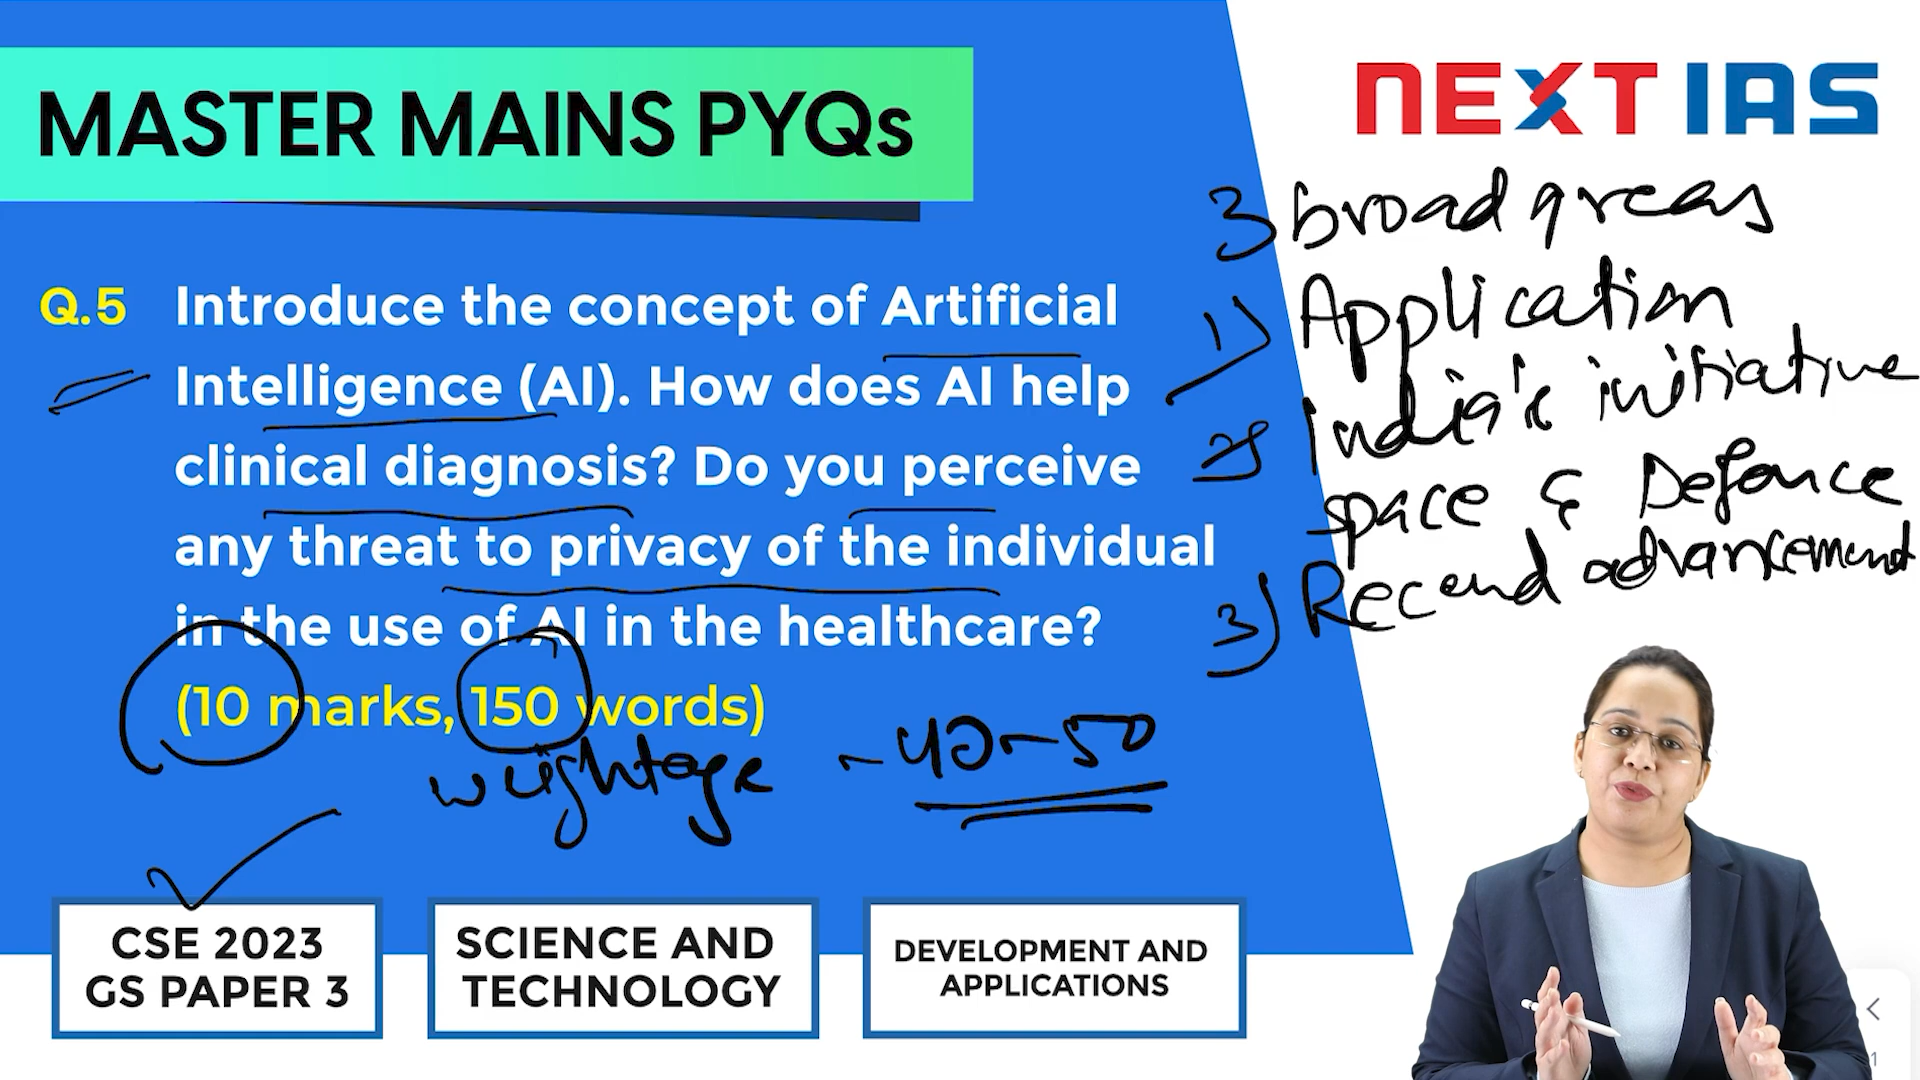 MASTER MAINS PYQs
NEXT IAS
Q.5 Introduce the concept of Artificial
Intelligence (AI). How does AI help
clinical diagnosis? Do you perceive
any threat to privacy of the individual
in the use of AI in the healthcare?
(10 marks, 150 words)
weightage - 40-50
3 broad areas
1) Application
2) India's initiative
space & Defence
3) Recend advancement
CSE 2023
GS PAPER 3
SCIENCE AND
TECHNOLOGY
DEVELOPMENT AND
APPLICATIONS
1